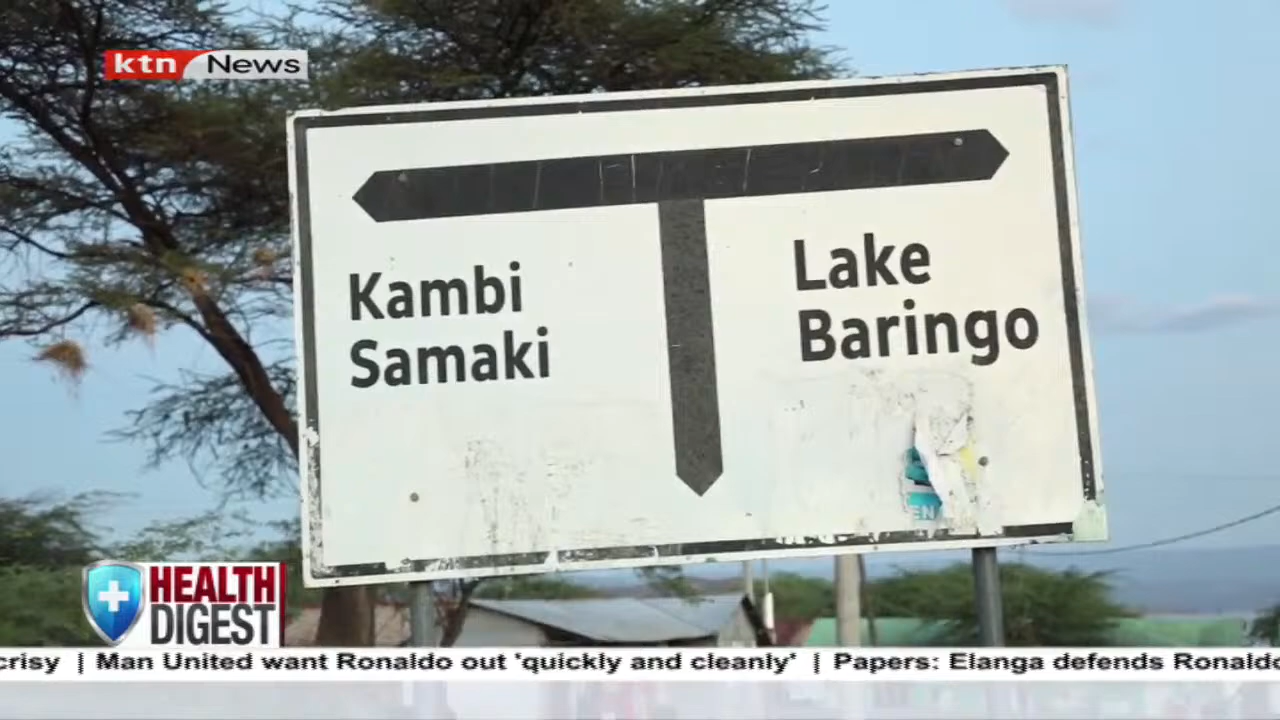 ktn News
Kambi
Samaki
Lake
Baringo
EN
HEALTH
DIGEST
crisy | Man United want Ronaldo out 'quickly and cleanly' | Papers: Elanga defends Ronaldo